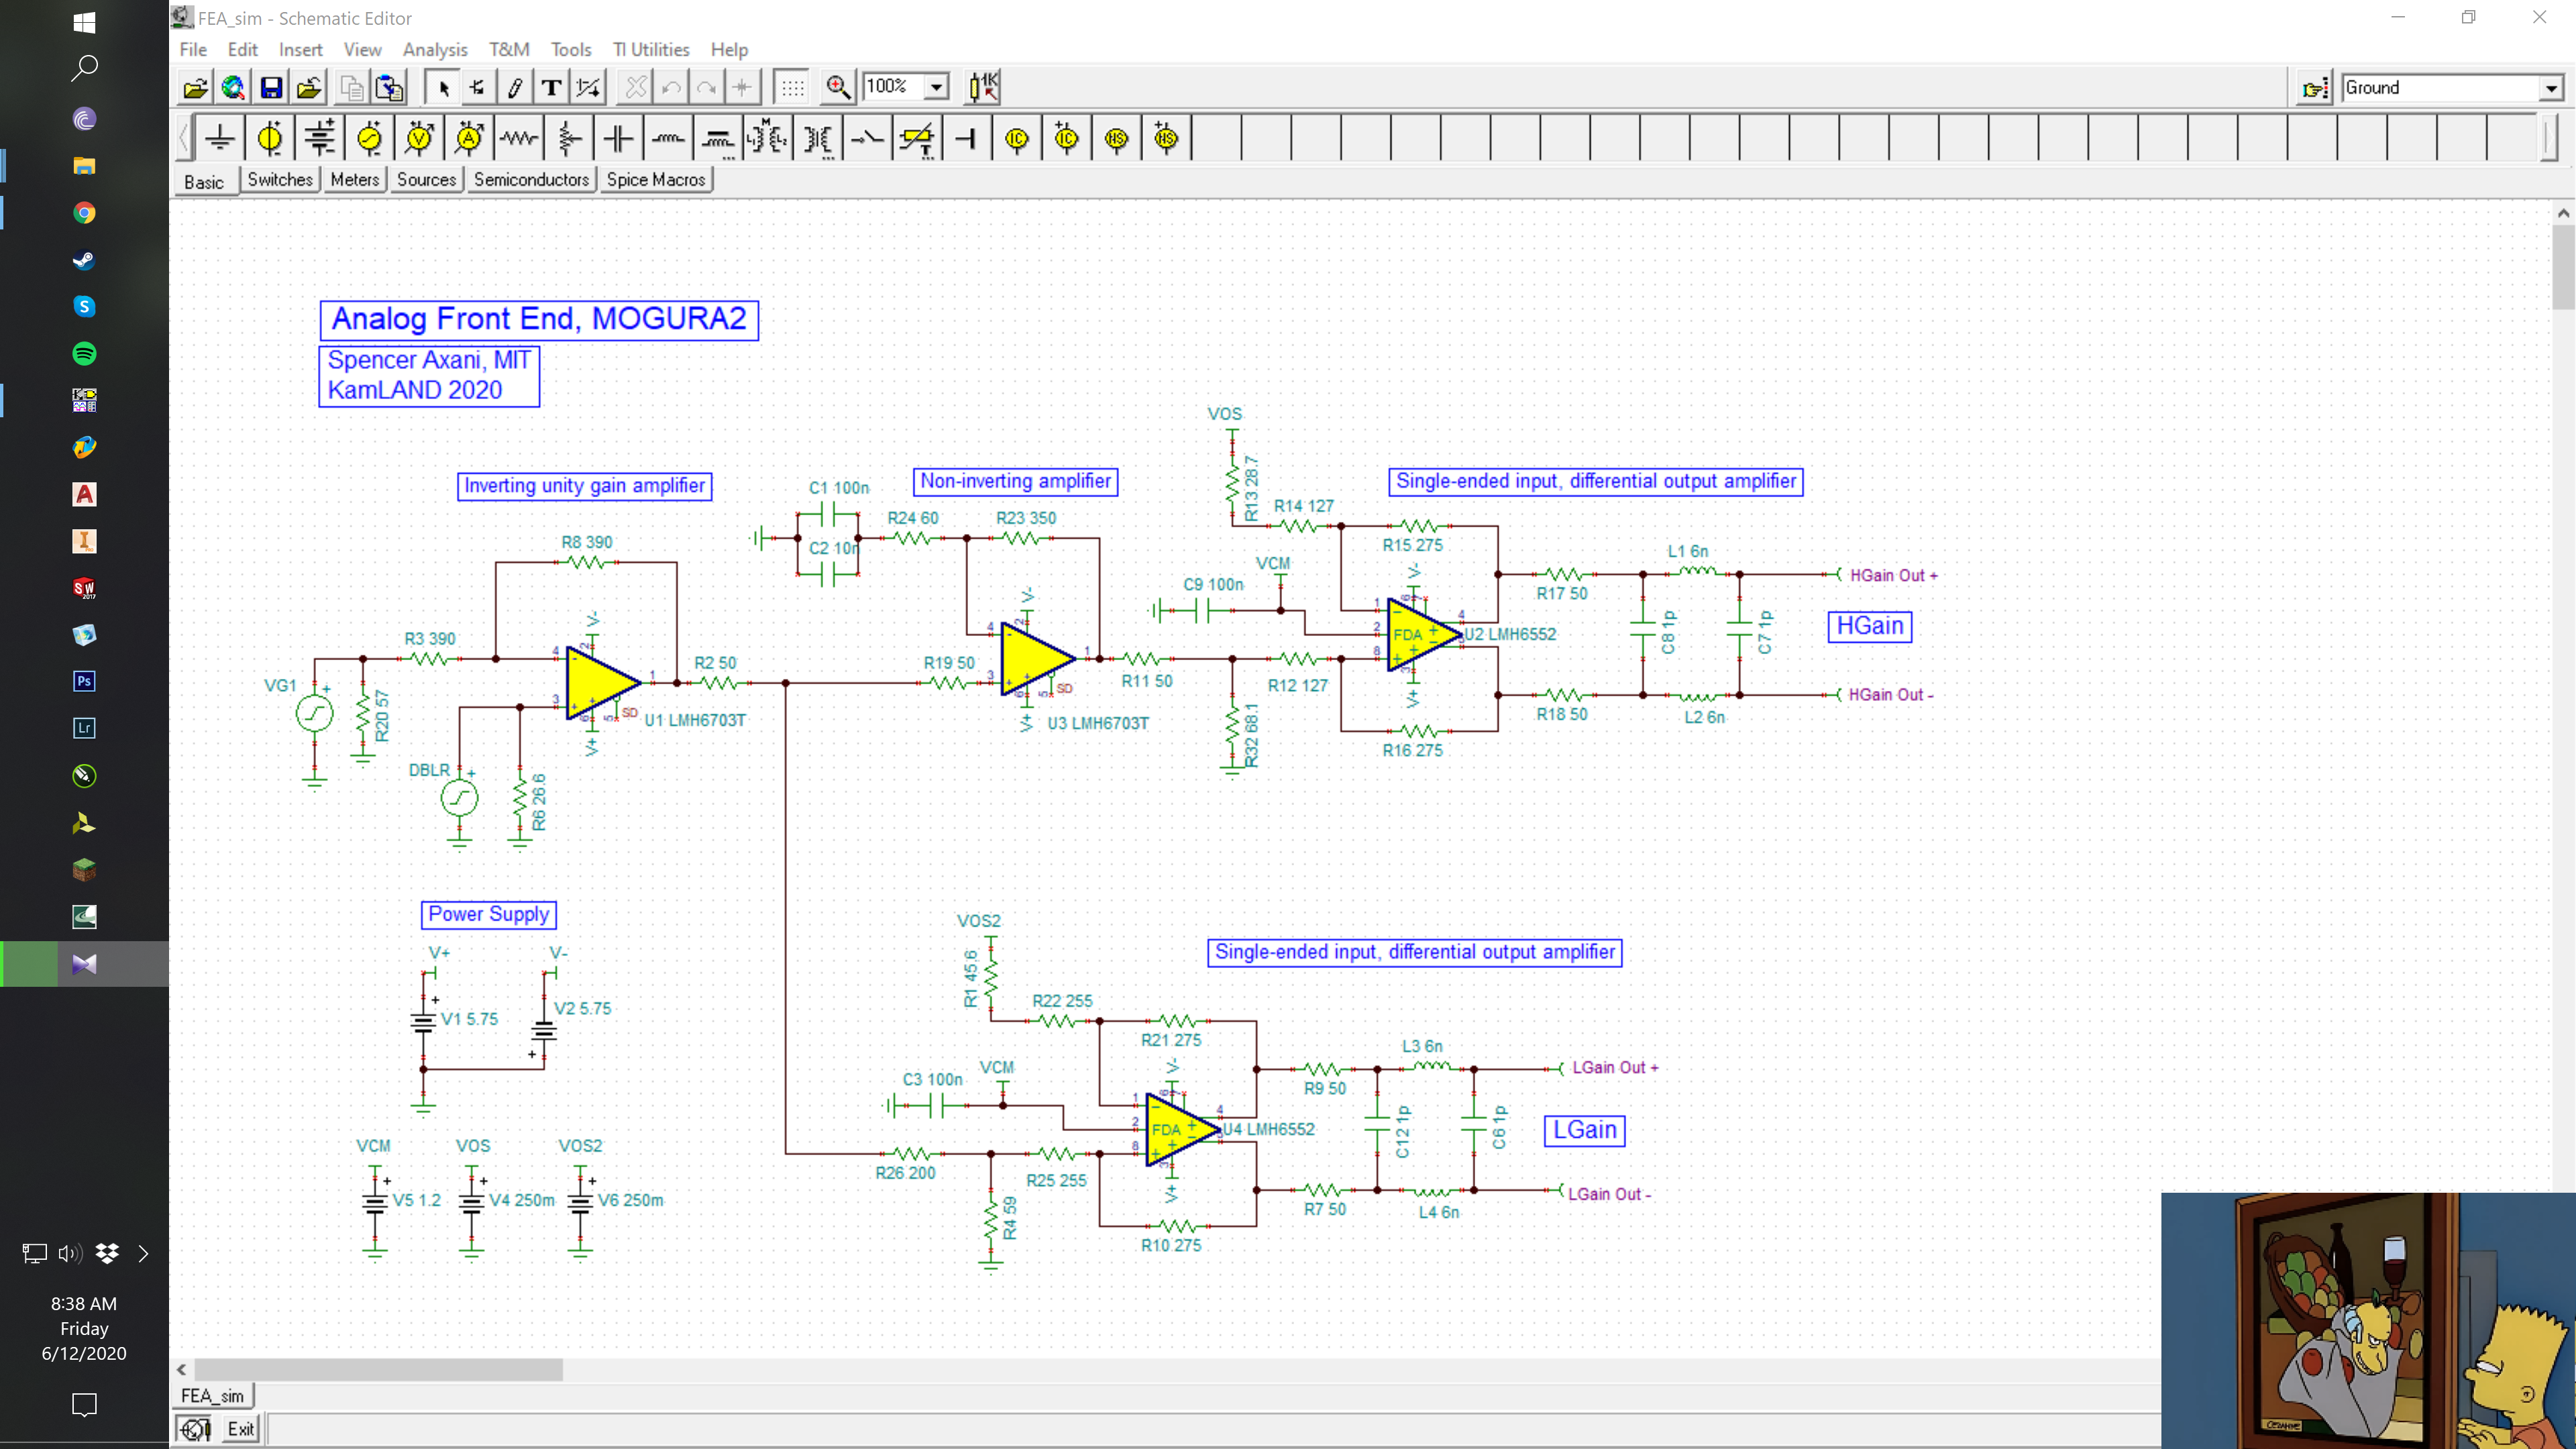 FEA_sim - Schematic Editor
File Edit Insert View Analysis T&M Tools TI Utilities Help
T 100% 1K Ground
Basic Switches Meters Sources Semiconductors Spice Macros
Analog Front End, MOGURA2
Spencer Axani, MIT
KamLAND 2020
VOS
Inverting unity gain amplifier
Non-inverting amplifier
Single-ended input, differential output amplifier
C1 100n
R13 28.7
R14 127
R24 60
R23 350
R8 390
C2 10n
R15 275
L1 6n
VCM
C9 100n
V-
HGain Out +
R17 50
R3 390
V-
V-
U2 LMH6552
FDA
C8 1p
C7 1p
HGain
R2 50
R19 50
R11 50
R12 127
VG1
R20 57
SD
U1 LMH6703T
SD
U3 LMH6703T
V+
V+
V+
R32 68.1
R18 50
L2 6n
HGain Out -
R16 275
DBLR
R6 26.6
Power Supply
V+
V-
V1 5.75
V2 5.75
VOS2
Single-ended input, differential output amplifier
R1 45.6
R22 255
R21 275
L3 6n
VCM
C3 100n
V-
LGain Out +
R9 50
FDA
U4 LMH6552
C12 1p
C6 1p
LGain
R26 200
R25 255
V+
R4 59
R7 50
L4 6n
LGain Out -
R10 275
VCM
VOS
VOS2
V5 1.2
V4 250m
V6 250m
8:38 AM
Friday
6/12/2020
FEA_sim
Exit
A
I
SW
2017
Ps
Lr
CEZANNE